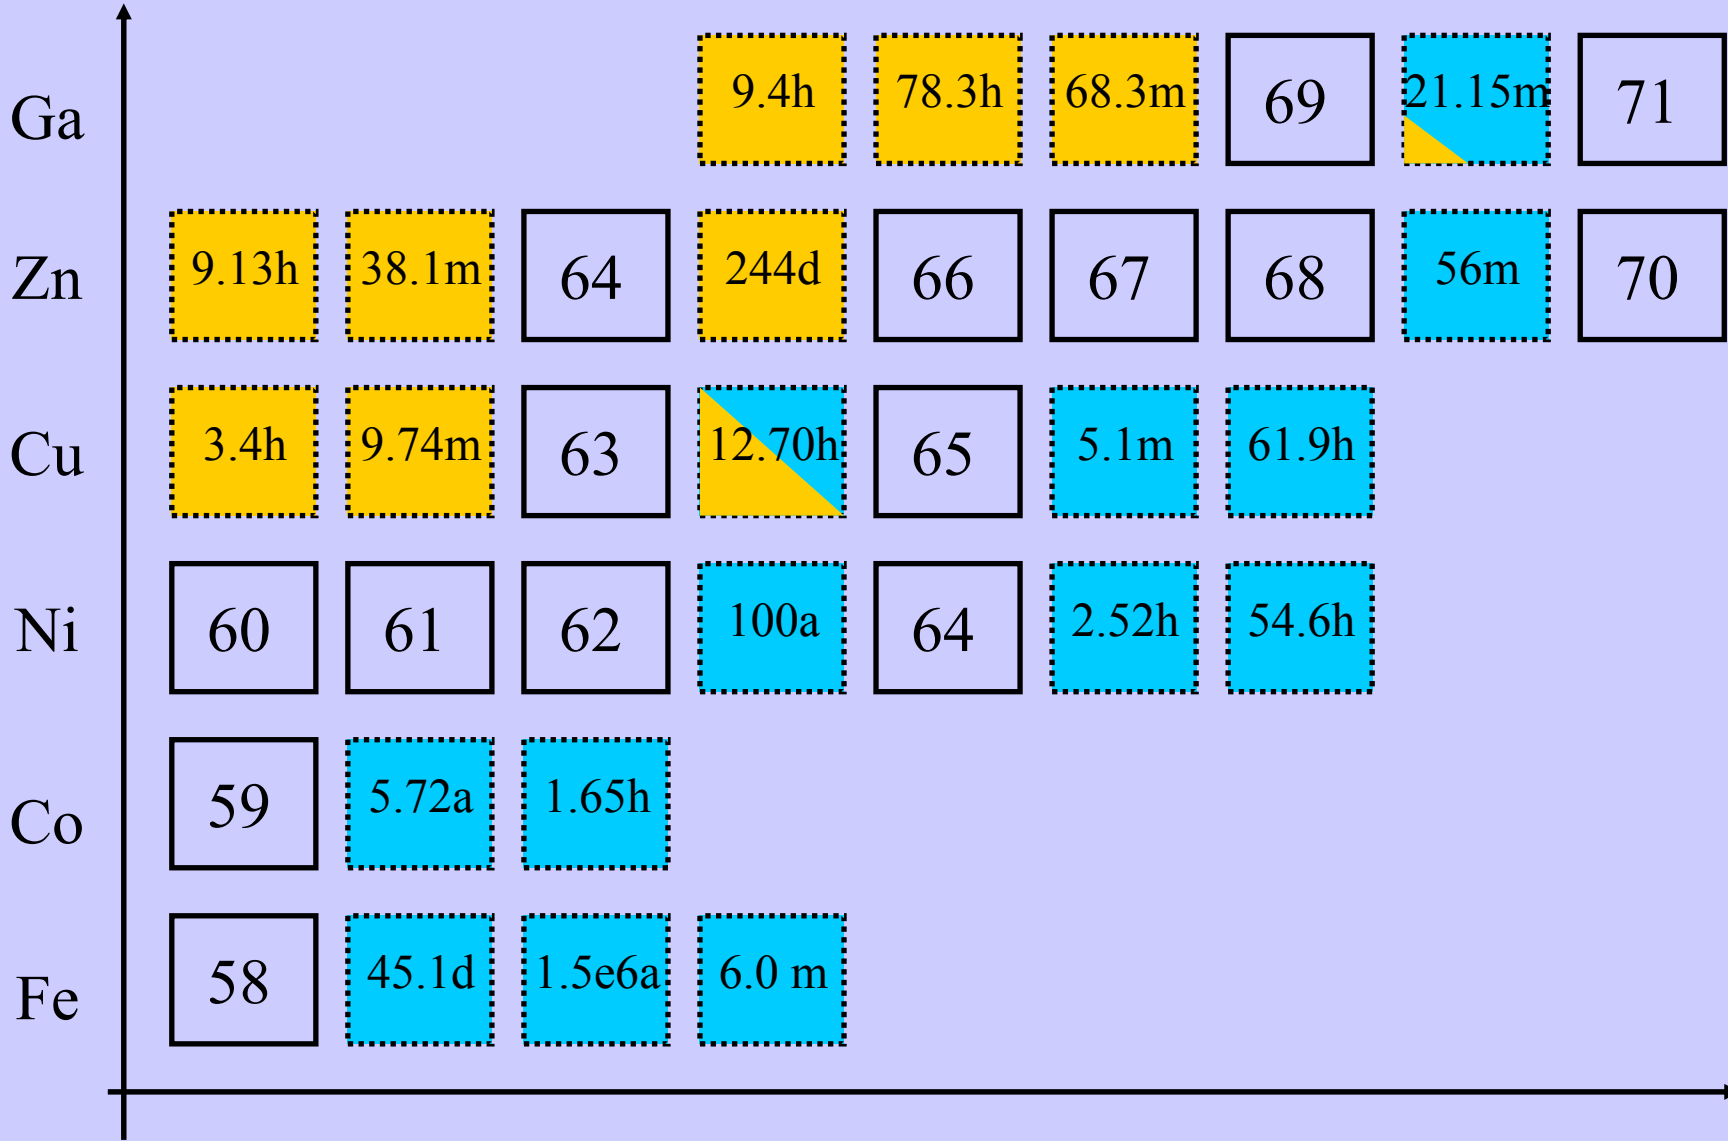 Ga 9.4h 78.3h 68.3m 69 21.15m 71
Zn 9.13h 38.1m 64 244d 66 67 68 56m 70
Cu 3.4h 9.74m 63 12.70h 65 5.1m 61.9h
Ni 60 61 62 100a 64 2.52h 54.6h
Co 59 5.72a 1.65h
Fe 58 45.1d 1.5e6a 6.0 m